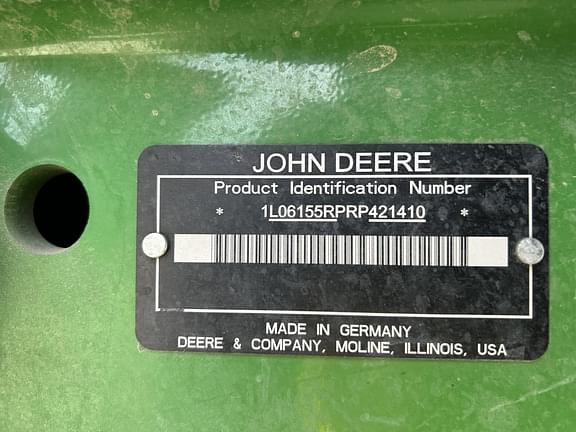 JOHN DEERE
Product Identification Number
* 1L06155RPRP421410 *
MADE IN GERMANY
DEERE & COMPANY, MOLINE, ILLINOIS, USA